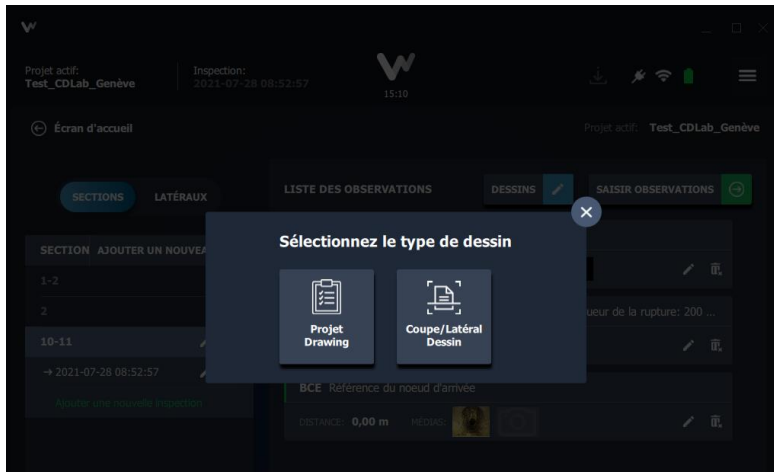 Projet actif:
Test_CDLab_Genève
Inspection:
2021-07-28 08:52:57
15:10
Écran d'accueil
Projet actif: Test_CDLab_Genève
SECTIONS LATÉRAUX
LISTE DES OBSERVATIONS
DESSINS
SAISIR OBSERVATIONS
SECTION AJOUTER UN NOUVEA
1-2
2
10-11
→ 2021-07-28 08:52:57
Ajouter une nouvelle inspection
Sélectionnez le type de dessin
Projet
Drawing
Coupe/Latéral
Dessin
ueur de la rupture: 200 ...
BCE Référence du noeud d'arrivée
DISTANCE: 0,00 m MÉDIAS: